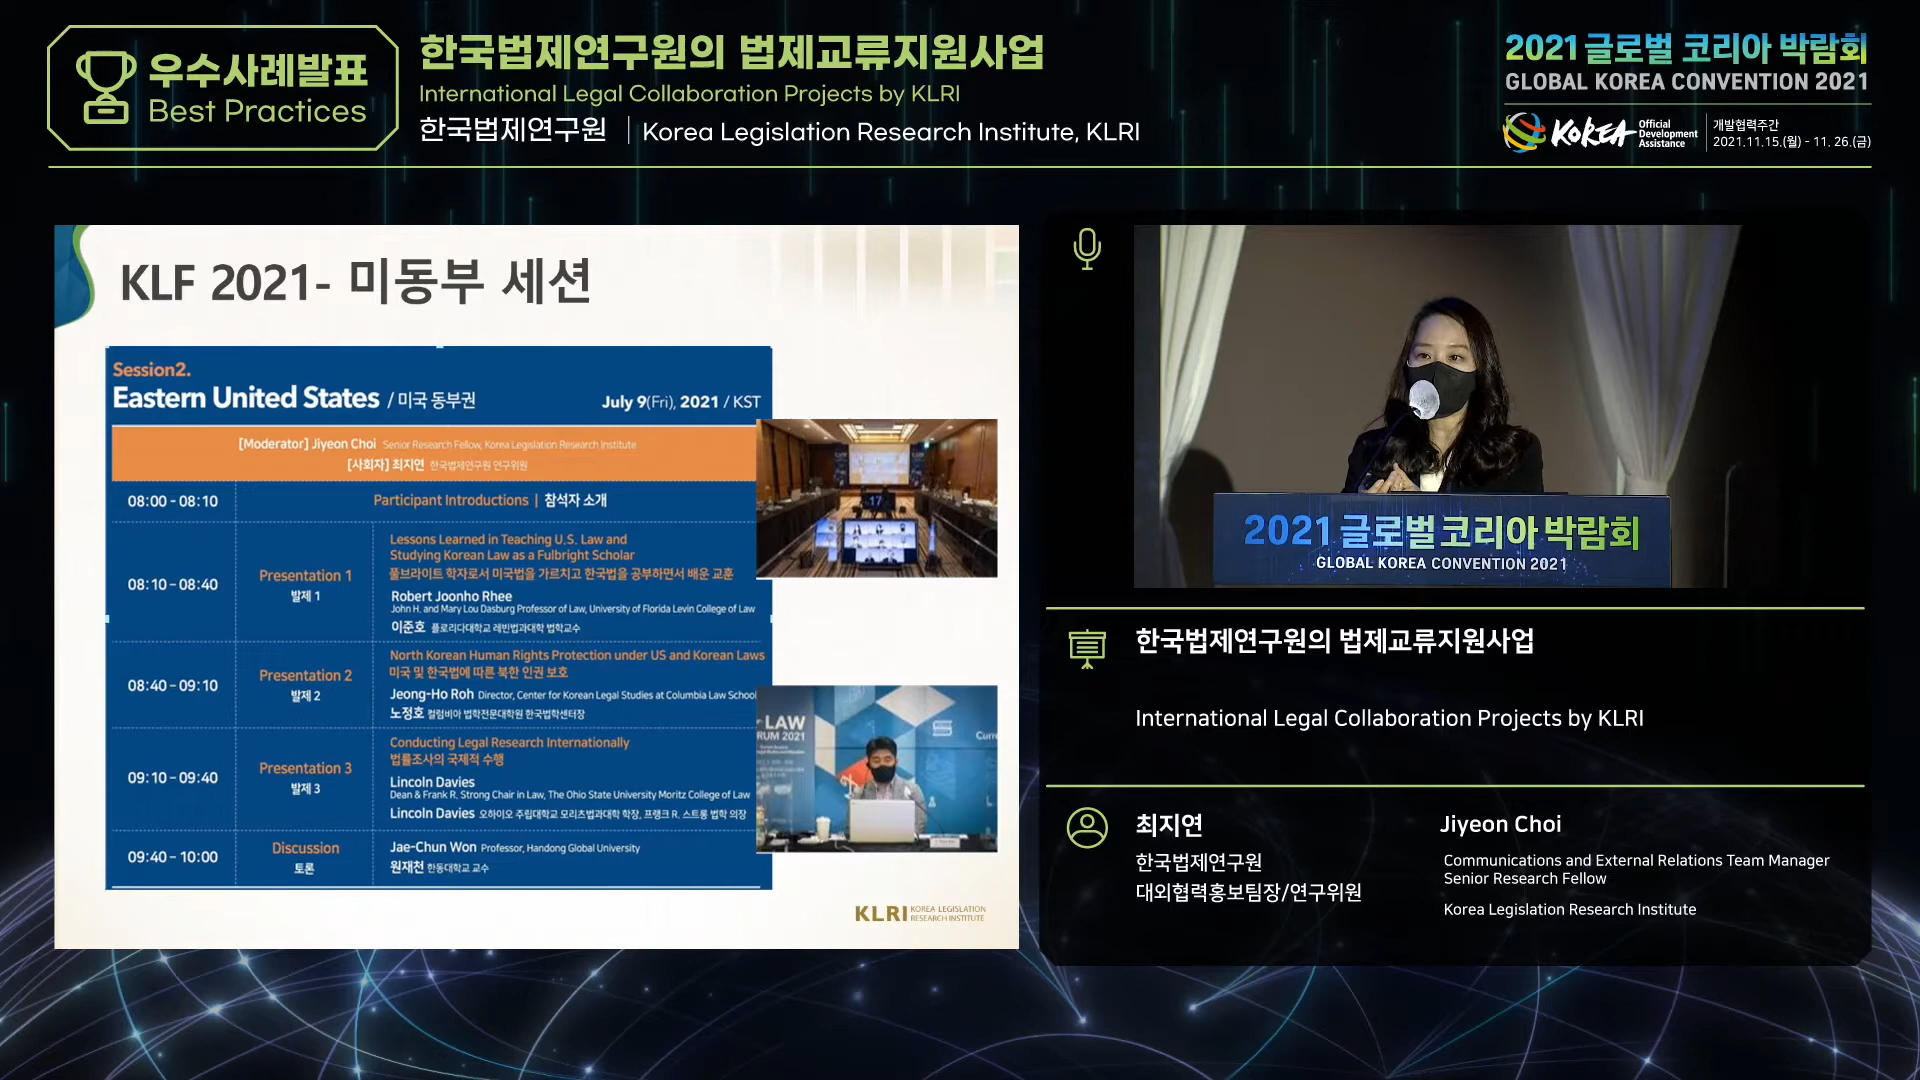 우수사례발표
Best Practices
한국법제연구원의 법제교류지원사업
International Legal Collaboration Projects by KLRI
한국법제연구원 | Korea Legislation Research Institute, KLRI
2021 글로벌 코리아 박람회
GLOBAL KOREA CONVENTION 2021
KOREA Official Development Assistance
개발협력주간
2021.11.15.(월) - 11. 26.(금)
KLF 2021- 미동부 세션
Session2.
Eastern United States / 미국 동부권
July 9(Fri), 2021 / KST
[Moderator] Jiyeon Choi Senior Research Fellow, Korea Legislation Research Institute
[사회자] 최지연 한국법제연구원 연구위원
08:00 - 08:10
Participant Introductions | 참석자 소개
08:10 - 08:40
Presentation 1
발제 1
Lessons Learned in Teaching U.S. Law and
Studying Korean Law as a Fulbright Scholar
풀브라이트 학자로서 미국법을 가르치고 한국법을 공부하면서 배운 교훈
Robert Joonho Rhee
John H. and Mary Lou Dasburg Professor of Law, University of Florida Levin College of Law
이준호 플로리다대학교 레빈법과대학 법학교수
08:40 - 09:10
Presentation 2
발제 2
North Korean Human Rights Protection under US and Korean Laws
미국 및 한국법에 따른 북한 인권 보호
Jeong-Ho Roh Director, Center for Korean Legal Studies at Columbia Law School
노정호 컬럼비아 법학전문대학원 한국법학센터장
09:10 - 09:40
Presentation 3
발제 3
Conducting Legal Research Internationally
법률조사의 국제적 수행
Lincoln Davies
Dean & Frank R. Strong Chair in Law, The Ohio State University Moritz College of Law
Lincoln Davies 오하이오 주립대학교 모리츠법과대학 학장, 프랭크 R. 스트롱 법학 의장
09:40 - 10:00
Discussion
토론
Jae-Chun Won Professor, Handong Global University
원재천 한동대학교 교수
17
LAW
RUM 2021
Curre
KLRI KOREA LEGISLATION
RESEARCH INSTITUTE
2021 글로벌 코리아 박람회
GLOBAL KOREA CONVENTION 2021
한국법제연구원의 법제교류지원사업
International Legal Collaboration Projects by KLRI
최지연
한국법제연구원
대외협력홍보팀장/연구위원
Jiyeon Choi
Communications and External Relations Team Manager
Senior Research Fellow
Korea Legislation Research Institute